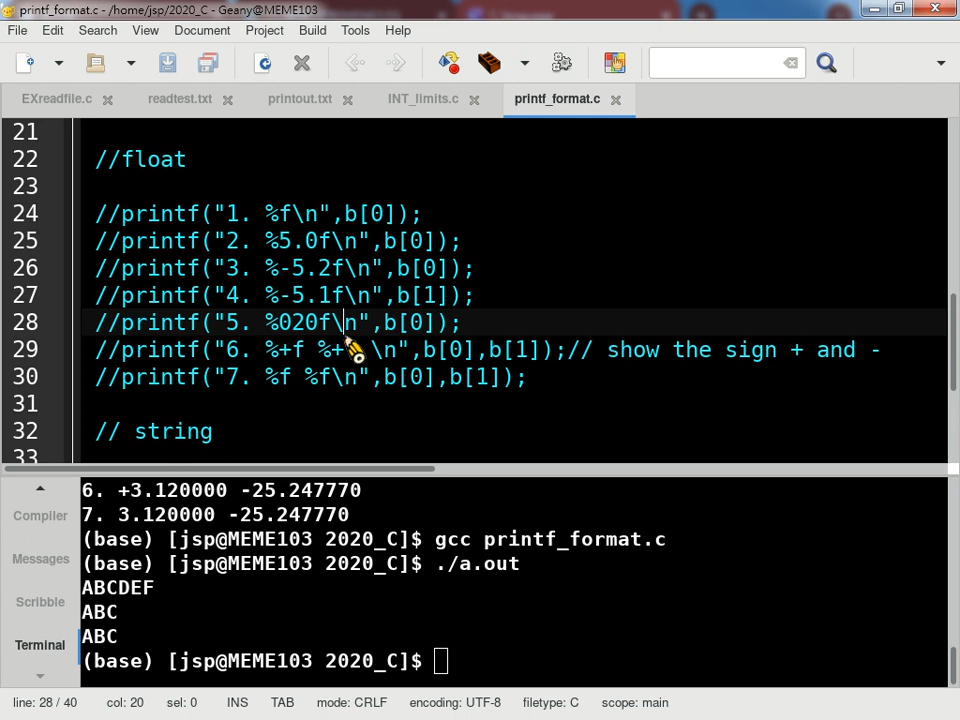 printf_format.c - /home/jsp/2020_C - Geany@MEME103
File Edit Search View Document Project Build Tools Help
EXreadfile.c readtest.txt printout.txt INT_limits.c printf_format.c
21
22 //float
23
24 //printf("1. %f\n",b[0]);
25 //printf("2. %5.0f\n",b[0]);
26 //printf("3. %-5.2f\n",b[0]);
27 //printf("4. %-5.1f\n",b[1]);
28 //printf("5. %020f\n",b[0]);
29 //printf("6. %+f %+ \n",b[0],b[1]);// show the sign + and -
30 //printf("7. %f %f\n",b[0],b[1]);
31
32 // string
33
Compiler
Messages
Scribble
Terminal
6. +3.120000 -25.247770
7. 3.120000 -25.247770
(base) [jsp@MEME103 2020_C]$ gcc printf_format.c
(base) [jsp@MEME103 2020_C]$ ./a.out
ABCDEF
ABC
ABC
(base) [jsp@MEME103 2020_C]$
line: 28 / 40 col: 20 sel: 0 INS TAB mode: CRLF encoding: UTF-8 filetype: C scope: main